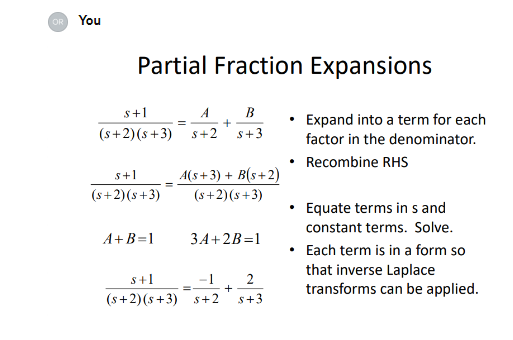 OR You
Partial Fraction Expansions
s+1 / (s+2)(s+3) = A / s+2 + B / s+3
• Expand into a term for each
factor in the denominator.
• Recombine RHS
s+1 / (s+2)(s+3) = A(s+3) + B(s+2) / (s+2)(s+3)
• Equate terms in s and
constant terms. Solve.
A+B=1 3A+2B=1
• Each term is in a form so
that inverse Laplace
transforms can be applied.
s+1 / (s+2)(s+3) = −1 / s+2 + 2 / s+3